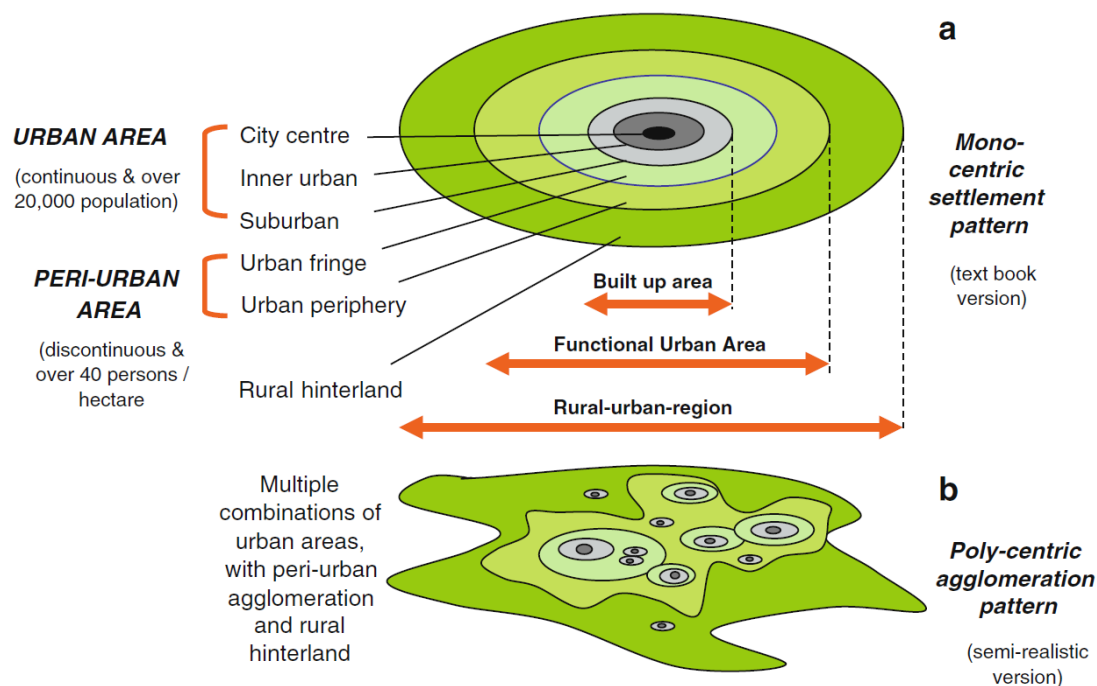 a
URBAN AREA
(continuous & over
20,000 population)
City centre
Inner urban
Suburban
PERI-URBAN
AREA
(discontinuous &
over 40 persons /
hectare
Urban fringe
Urban periphery
Rural hinterland
Mono-
centric
settlement
pattern
(text book
version)
Built up area
Functional Urban Area
Rural-urban-region
Multiple
combinations of
urban areas,
with peri-urban
agglomeration
and rural
hinterland
b
Poly-centric
agglomeration
pattern
(semi-realistic
version)